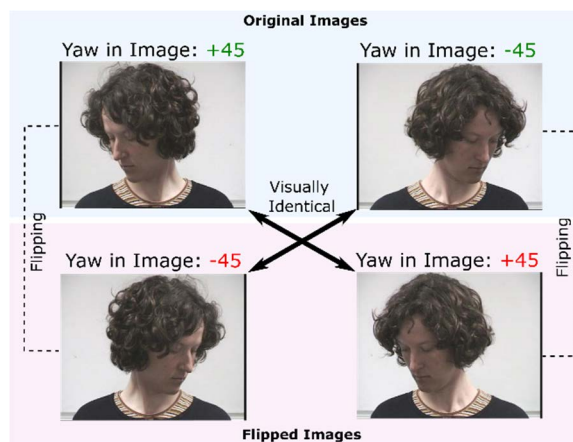 Original Images
Yaw in Image: +45
Yaw in Image: -45
Visually
Identical
Flipping
Flipping
Yaw in Image: -45
Yaw in Image: +45
Flipped Images